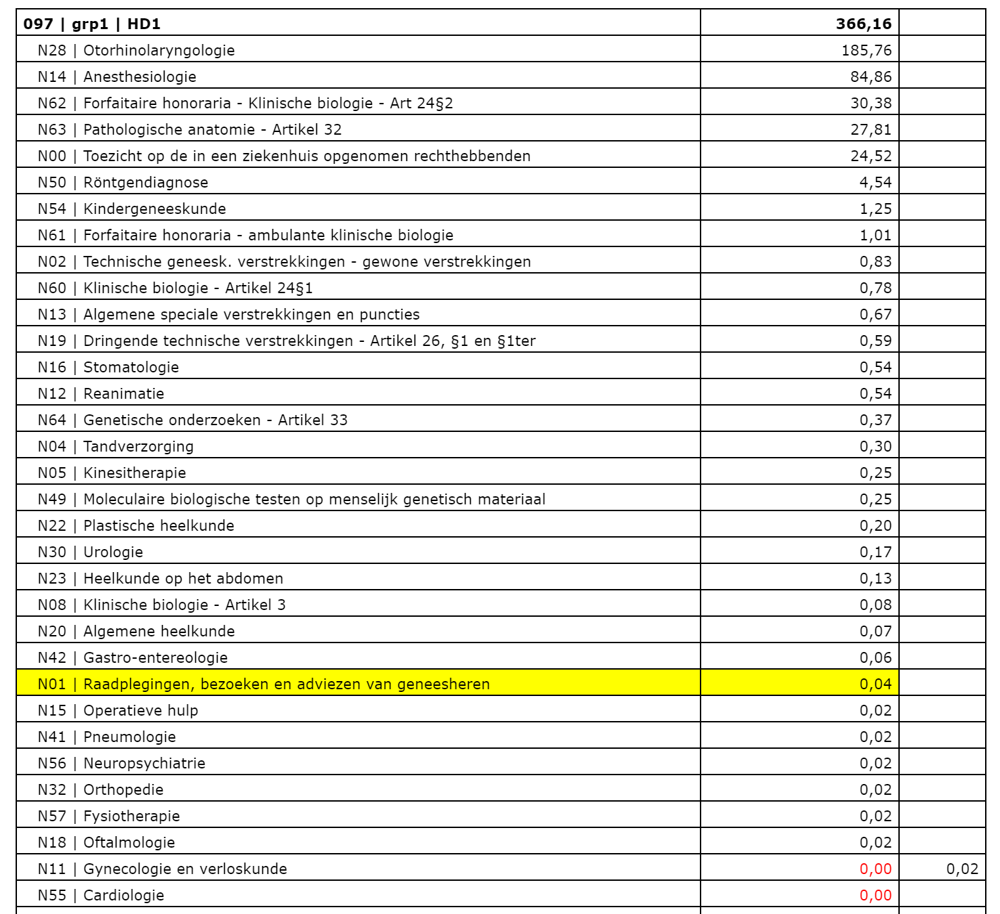 097 | grp1 | HD1 366,16
N28 | Otorhinolaryngologie 185,76
N14 | Anesthesiologie 84,86
N62 | Forfaitaire honoraria - Klinische biologie - Art 24§2 30,38
N63 | Pathologische anatomie - Artikel 32 27,81
N00 | Toezicht op de in een ziekenhuis opgenomen rechthebbenden 24,52
N50 | Röntgendiagnose 4,54
N54 | Kindergeneeskunde 1,25
N61 | Forfaitaire honoraria - ambulante klinische biologie 1,01
N02 | Technische geneesk. verstrekkingen - gewone verstrekkingen 0,83
N60 | Klinische biologie - Artikel 24§1 0,78
N13 | Algemene speciale verstrekkingen en puncties 0,67
N19 | Dringende technische verstrekkingen - Artikel 26, §1 en §1ter 0,59
N16 | Stomatologie 0,54
N12 | Reanimatie 0,54
N64 | Genetische onderzoeken - Artikel 33 0,37
N04 | Tandverzorging 0,30
N05 | Kinesitherapie 0,25
N49 | Moleculaire biologische testen op menselijk genetisch materiaal 0,25
N22 | Plastische heelkunde 0,20
N30 | Urologie 0,17
N23 | Heelkunde op het abdomen 0,13
N08 | Klinische biologie - Artikel 3 0,08
N20 | Algemene heelkunde 0,07
N42 | Gastro-entereologie 0,06
N01 | Raadplegingen, bezoeken en adviezen van geneesheren 0,04
N15 | Operatieve hulp 0,02
N41 | Pneumologie 0,02
N56 | Neuropsychiatrie 0,02
N32 | Orthopedie 0,02
N57 | Fysiotherapie 0,02
N18 | Oftalmologie 0,02
N11 | Gynecologie en verloskunde 0,00 0,02
N55 | Cardiologie 0,00